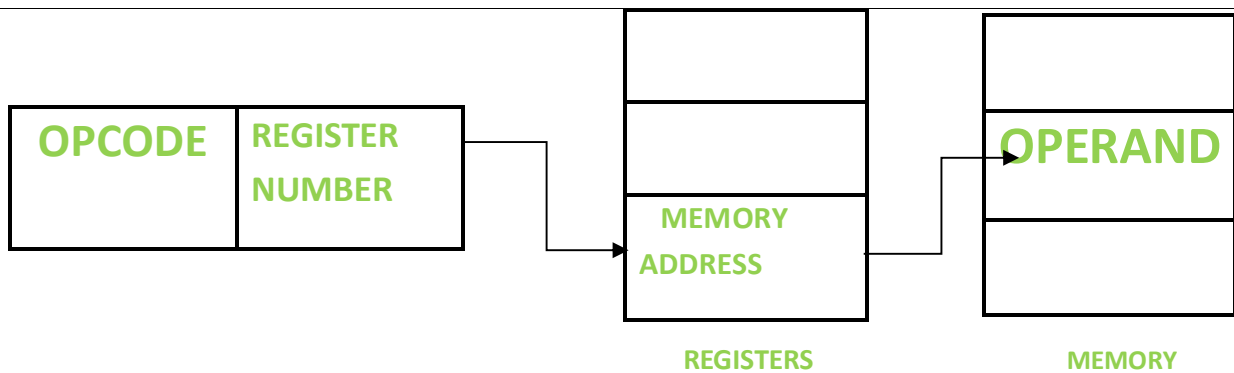 OPCODE
REGISTER
NUMBER
MEMORY
ADDRESS
OPERAND
REGISTERS
MEMORY